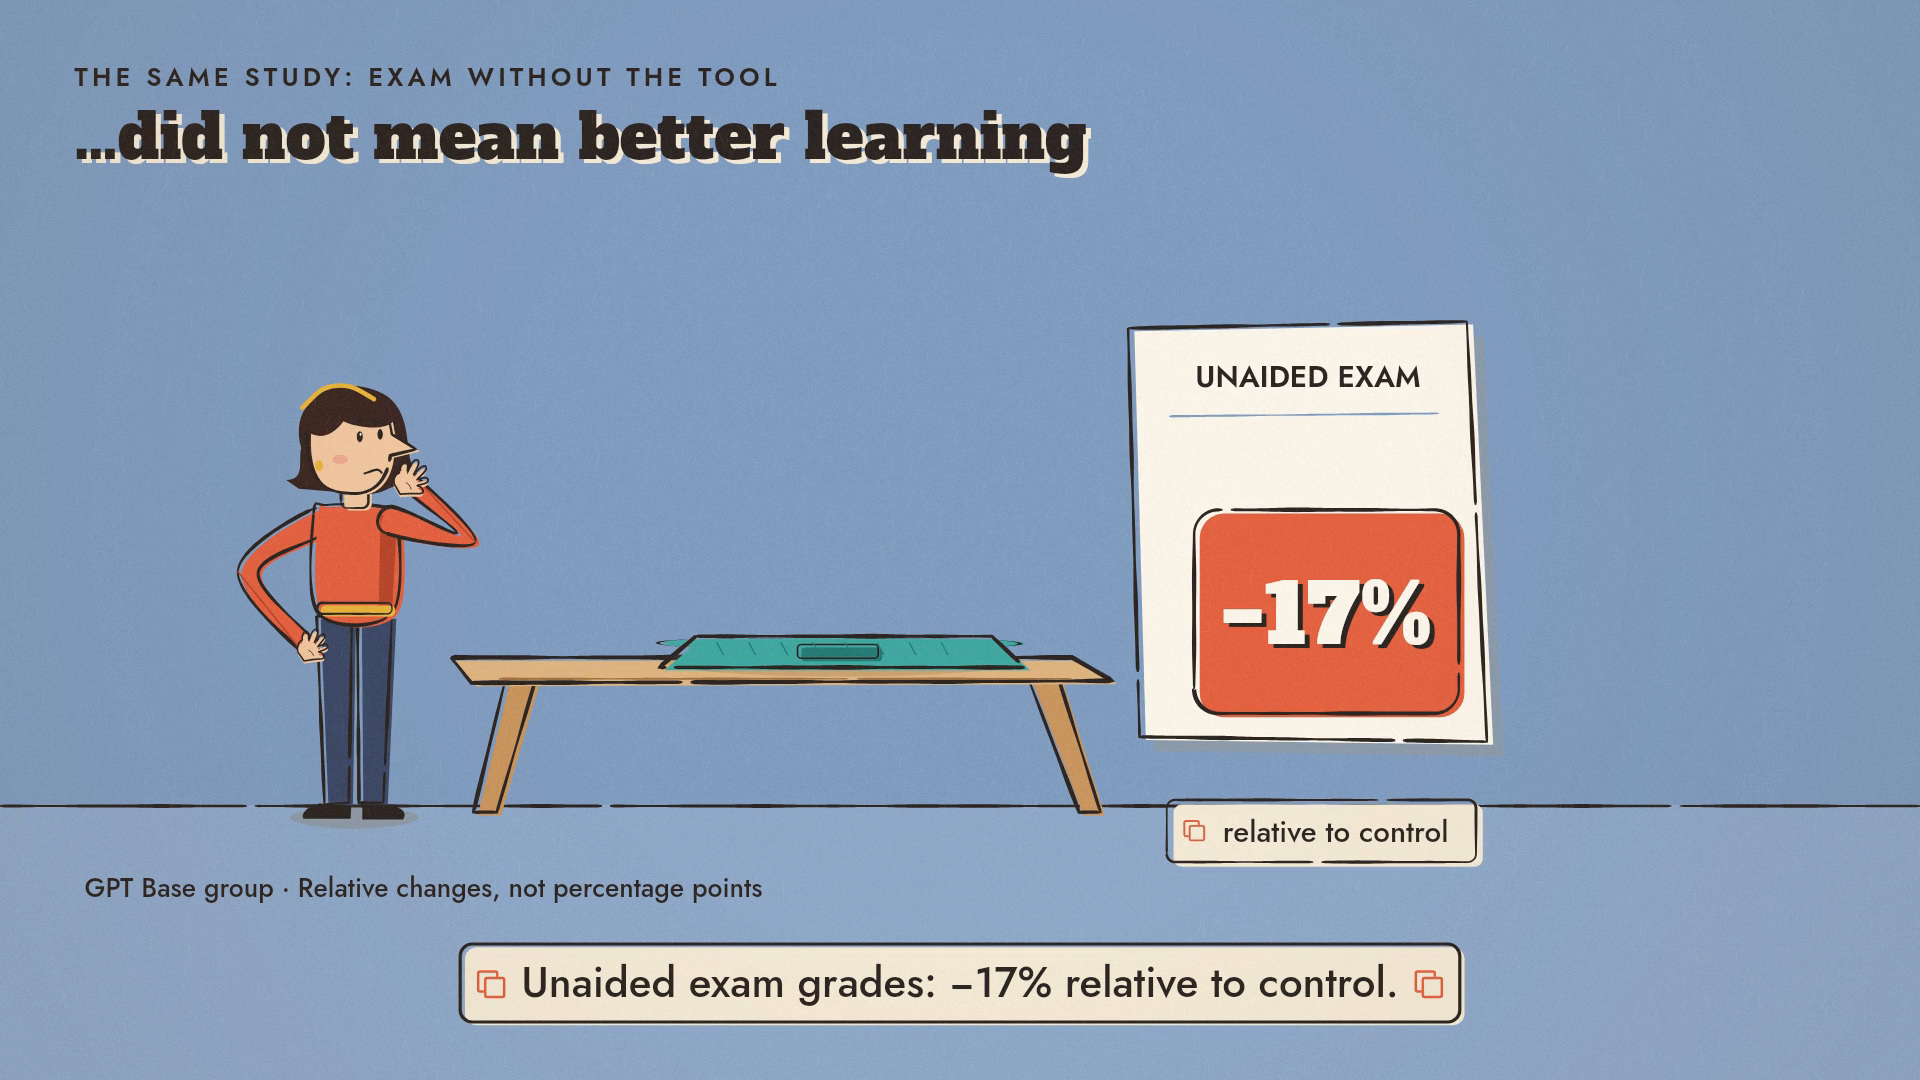 THE SAME STUDY: EXAM WITHOUT THE TOOL
...did not mean better learning
UNAIDED EXAM
–17%
relative to control
GPT Base group · Relative changes, not percentage points
Unaided exam grades: –17% relative to control.